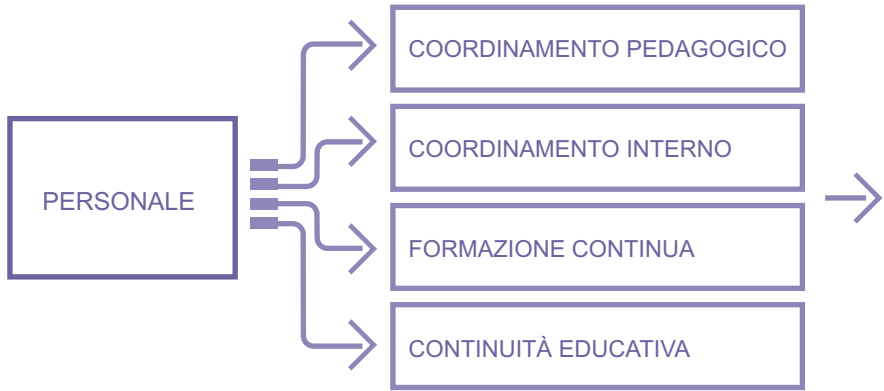 PERSONALE
COORDINAMENTO PEDAGOGICO
COORDINAMENTO INTERNO
FORMAZIONE CONTINUA
CONTINUITÀ EDUCATIVA